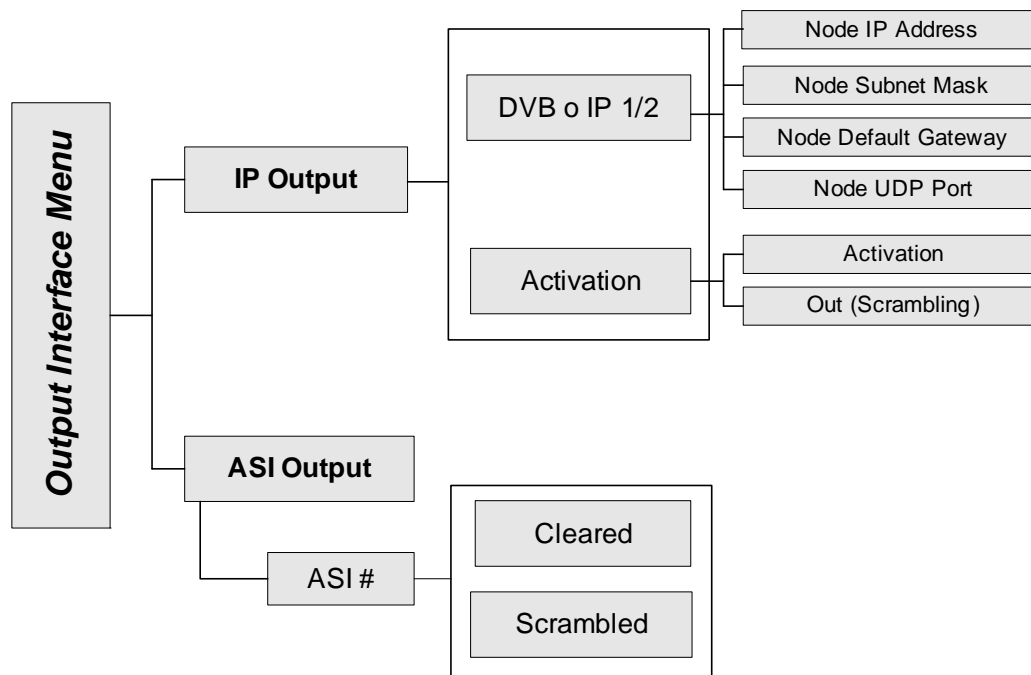 Output Interface Menu
IP Output
DVB o IP 1/2
Node IP Address
Node Subnet Mask
Node Default Gateway
Node UDP Port
Activation
Activation
Out (Scrambling)
ASI Output
ASI #
Cleared
Scrambled